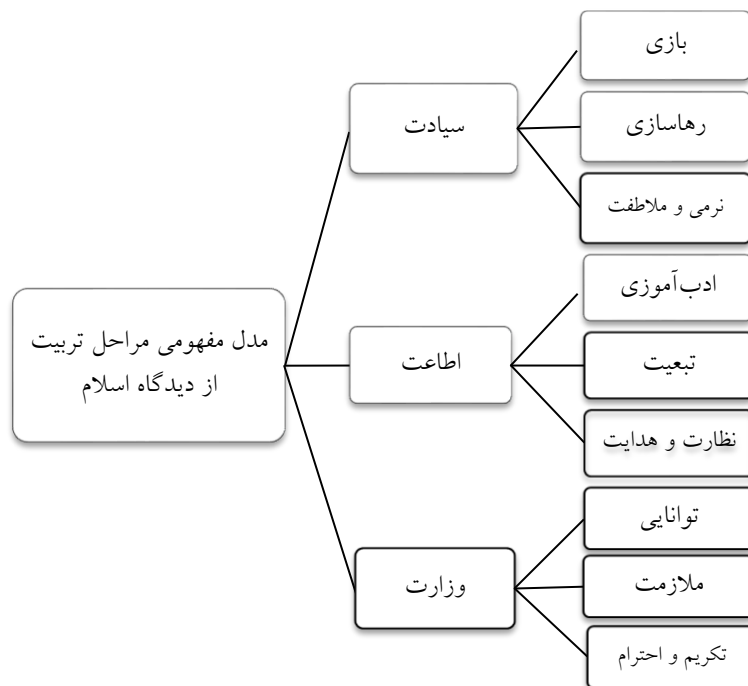 مدل مفهومی مراحل تربیت
از دیدگاه اسلام
سیادت
بازی
رهاسازی
نرمی و ملاطفت
اطاعت
ادب‌آموزی
تبعیت
نظارت و هدایت
وزارت
توانایی
ملازمت
تکریم و احترام